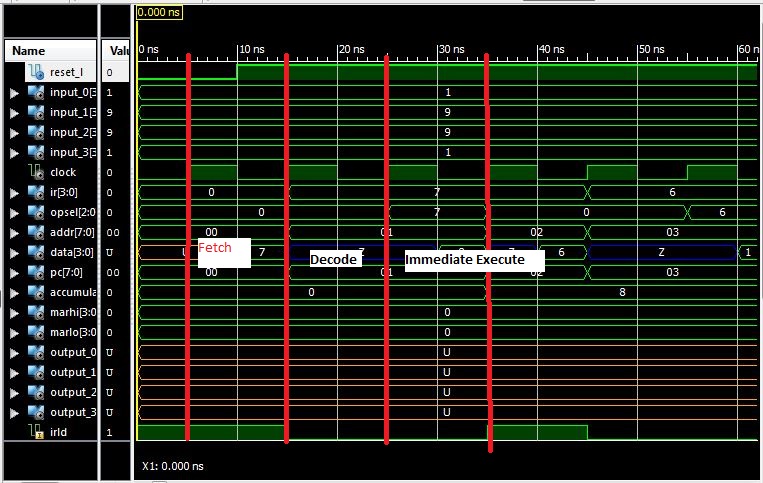 0.000 ns
Name Valu 0 ns 10 ns 20 ns 30 ns 40 ns 50 ns 60 n
reset_l 0
input_0[3 1 1
input_1[3 9 9
input_2[3 9 9
input_3[3 1 1
clock 0
ir[3:0] 0 0 7 6
opsel[2:0 0 0 7 0 6
addr[7:0] 00 00 01 02 03
data[3:0] U U Fetch 7 Decode Immediate Execute 6 Z 1
pc[7:0] 00 00 01 02 03
accumula 0 0 8
marhi[3:0 0 0
marlo[3:0 0 0
output_0 U U
output_1 U U
output_2 U U
output_3 U U
irld 1
X1: 0.000 ns